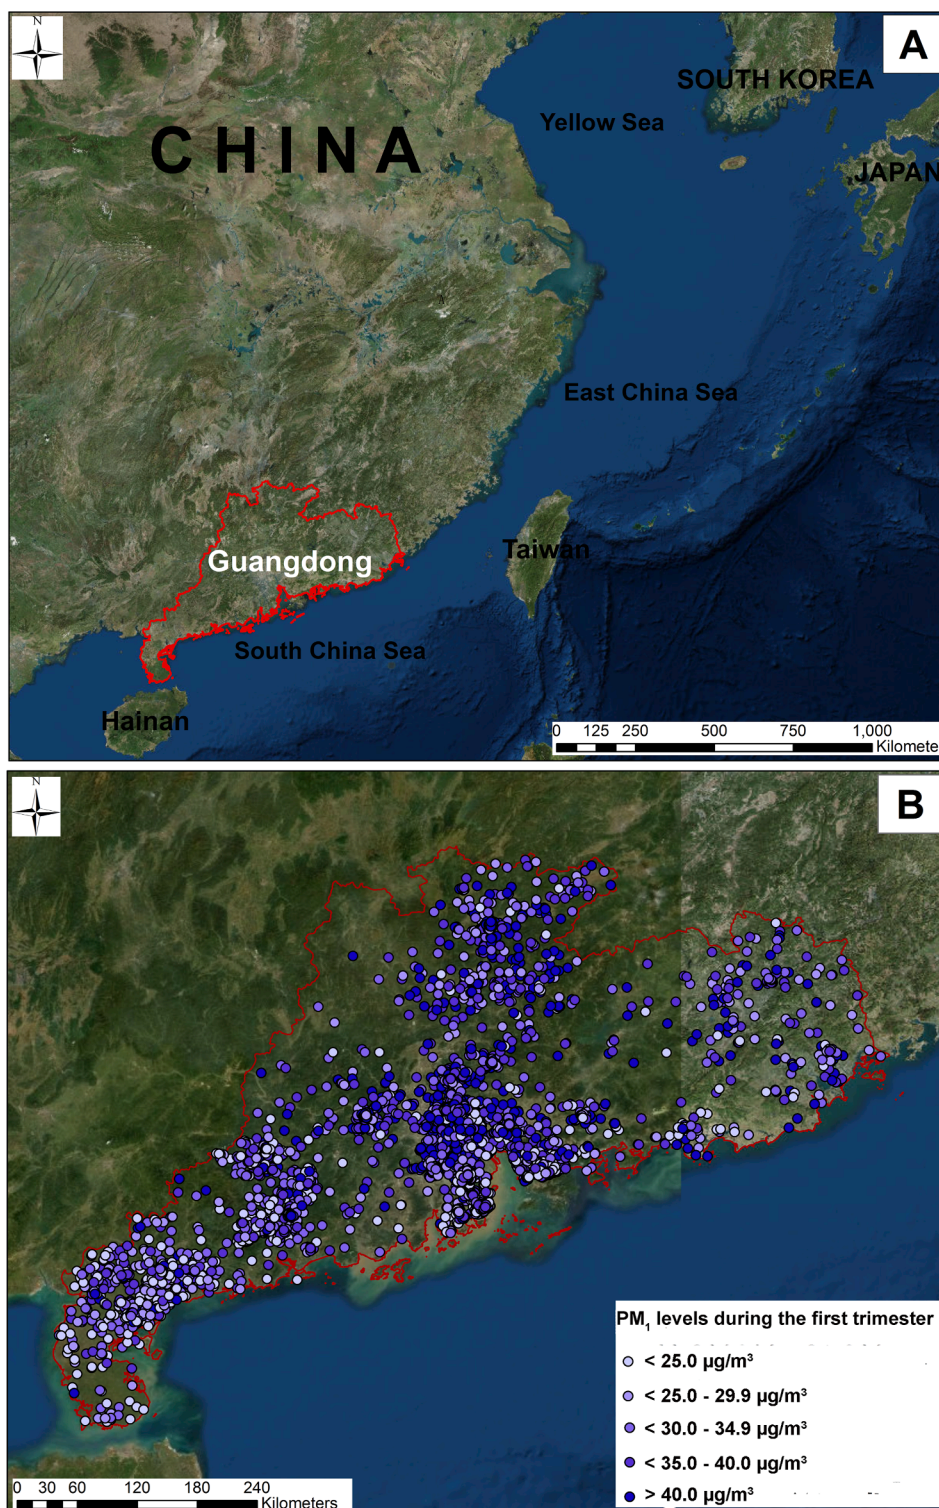 N
A
SOUTH KOREA
Yellow Sea
CHINA
JAPAN
East China Sea
Guangdong
Taiwan
South China Sea
Hainan
0 125 250 500 750 1,000
Kilomete
N
B
PM1 levels during the first trimester
< 25.0 µg/m³
< 25.0 - 29.9 µg/m³
< 30.0 - 34.9 µg/m³
< 35.0 - 40.0 µg/m³
> 40.0 µg/m³
0 30 60 120 180 240
Kilometers